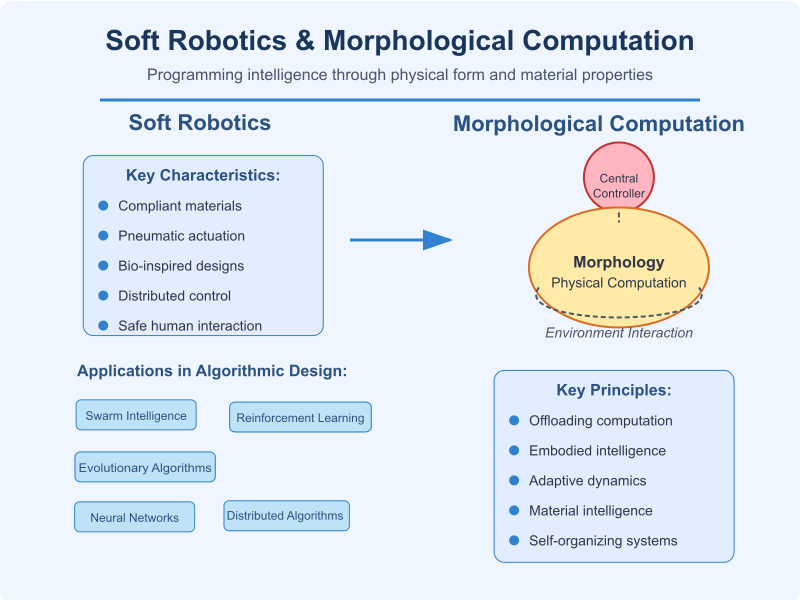 Soft Robotics & Morphological Computation
Programming intelligence through physical form and material properties
Soft Robotics
Key Characteristics:
Compliant materials
Pneumatic actuation
Bio-inspired designs
Distributed control
Safe human interaction
Applications in Algorithmic Design:
Swarm Intelligence
Reinforcement Learning
Evolutionary Algorithms
Neural Networks
Distributed Algorithms
Morphological Computation
Central
Controller
Morphology
Physical Computation
Environment Interaction
Key Principles:
Offloading computation
Embodied intelligence
Adaptive dynamics
Material intelligence
Self-organizing systems